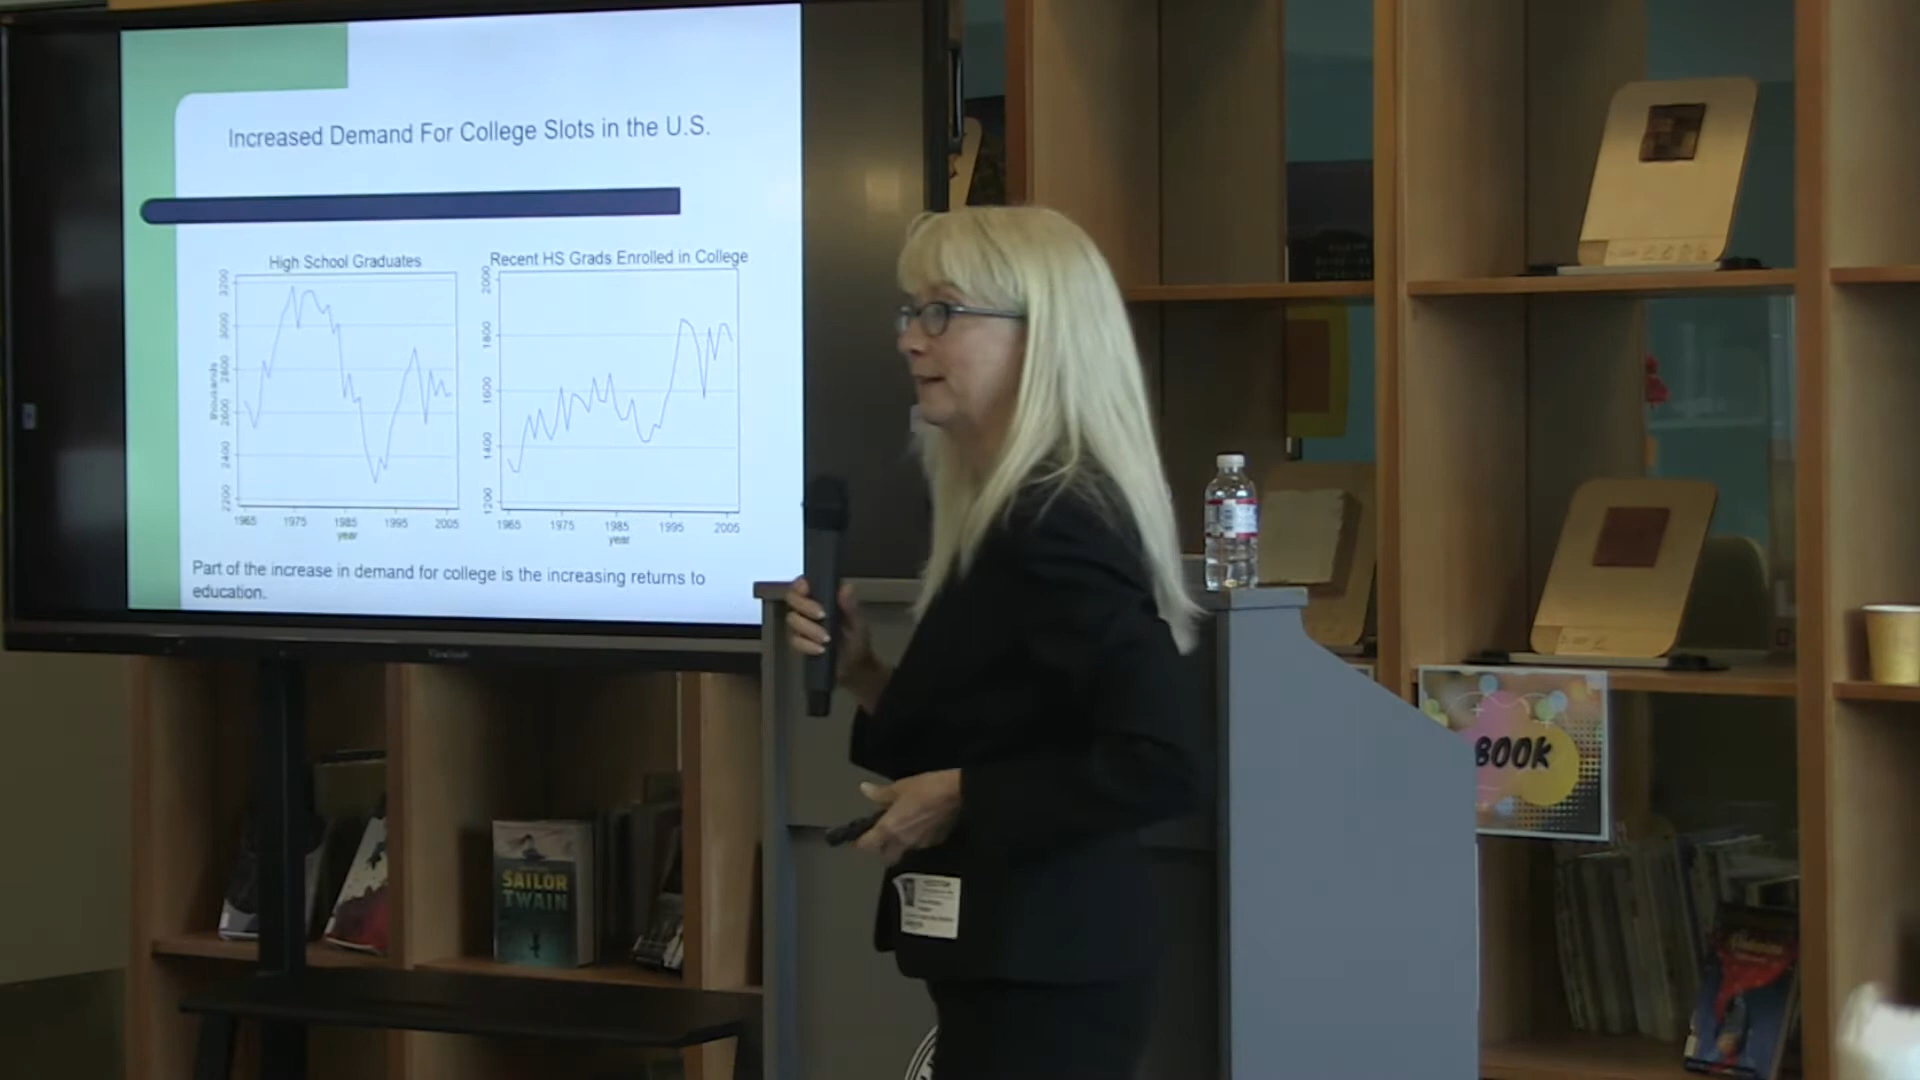 Increased Demand For College Slots in the U.S.
High School Graduates
3200
3000
2800
2600
2400
2200
thousands
1965 1975 1985 1995 2005
year
Recent HS Grads Enrolled in College
2000
1800
1600
1400
1200
1965 1975 1985 1995 2005
year
Part of the increase in demand for college is the increasing returns to
education.
ViewSonic
SAILOR
TWAIN
BOOK